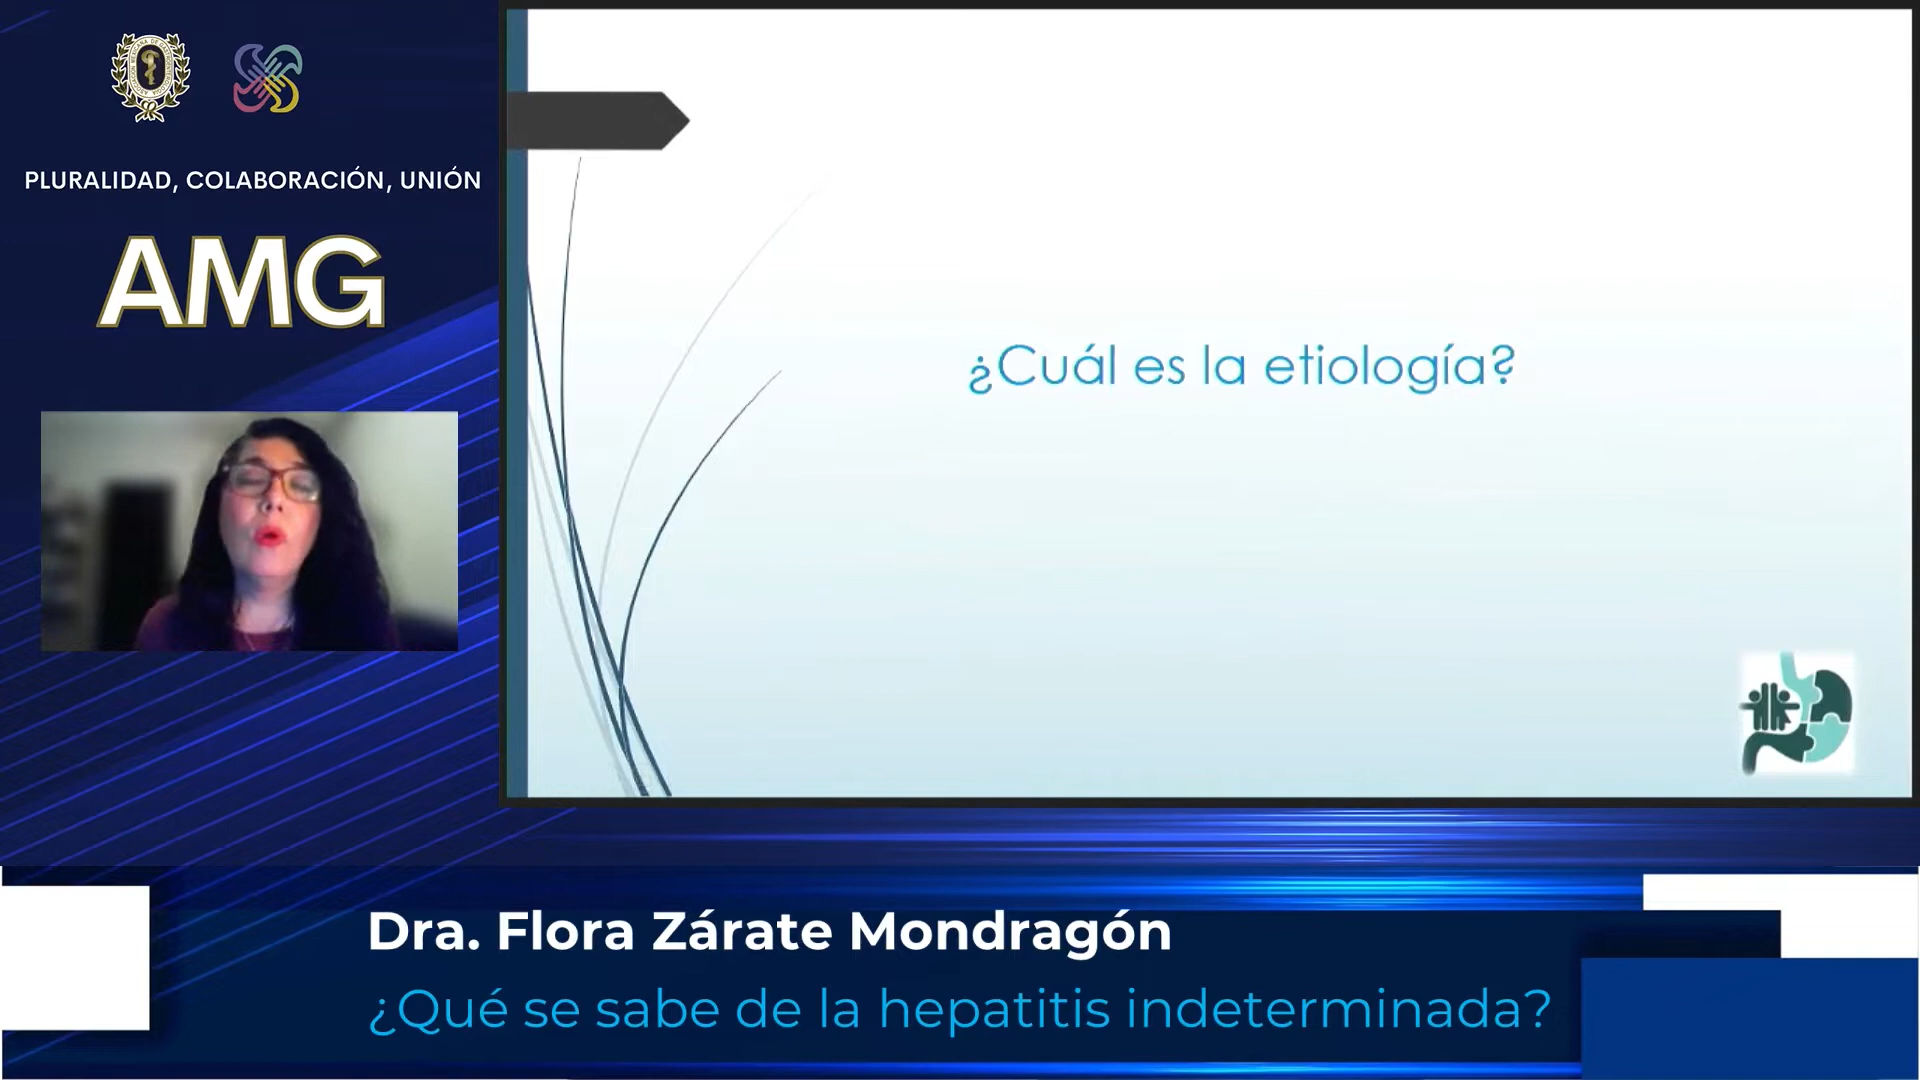 PLURALIDAD, COLABORACIÓN, UNIÓN
AMG
¿Cuál es la etiología?
Dra. Flora Zárate Mondragón
¿Qué se sabe de la hepatitis indeterminada?